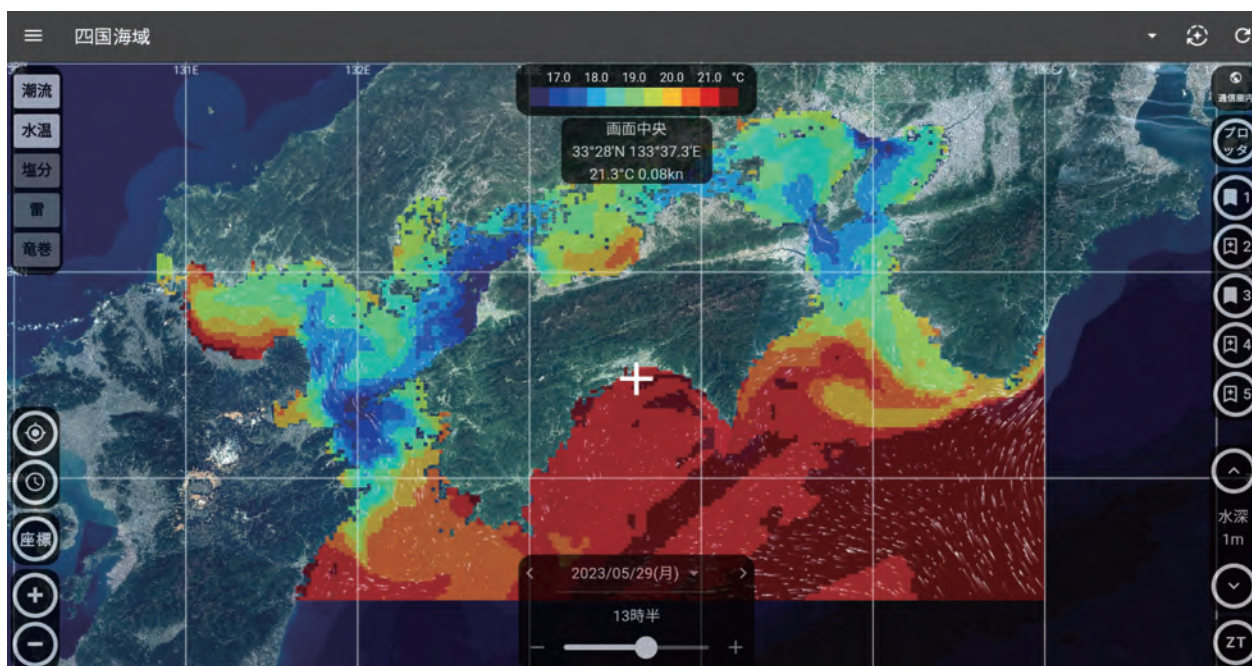 四国海域
131E
132E
潮流
水温
塩分
雷
竜巻
17.0 18.0 19.0 20.0 21.0 °C
画面中央
33°28'N 133°37.3'E
21.3°C 0.08kn
プロッタ
1
2
3
4
5
座標
水深
1m
2023/05/29(月)
13時半
ZT